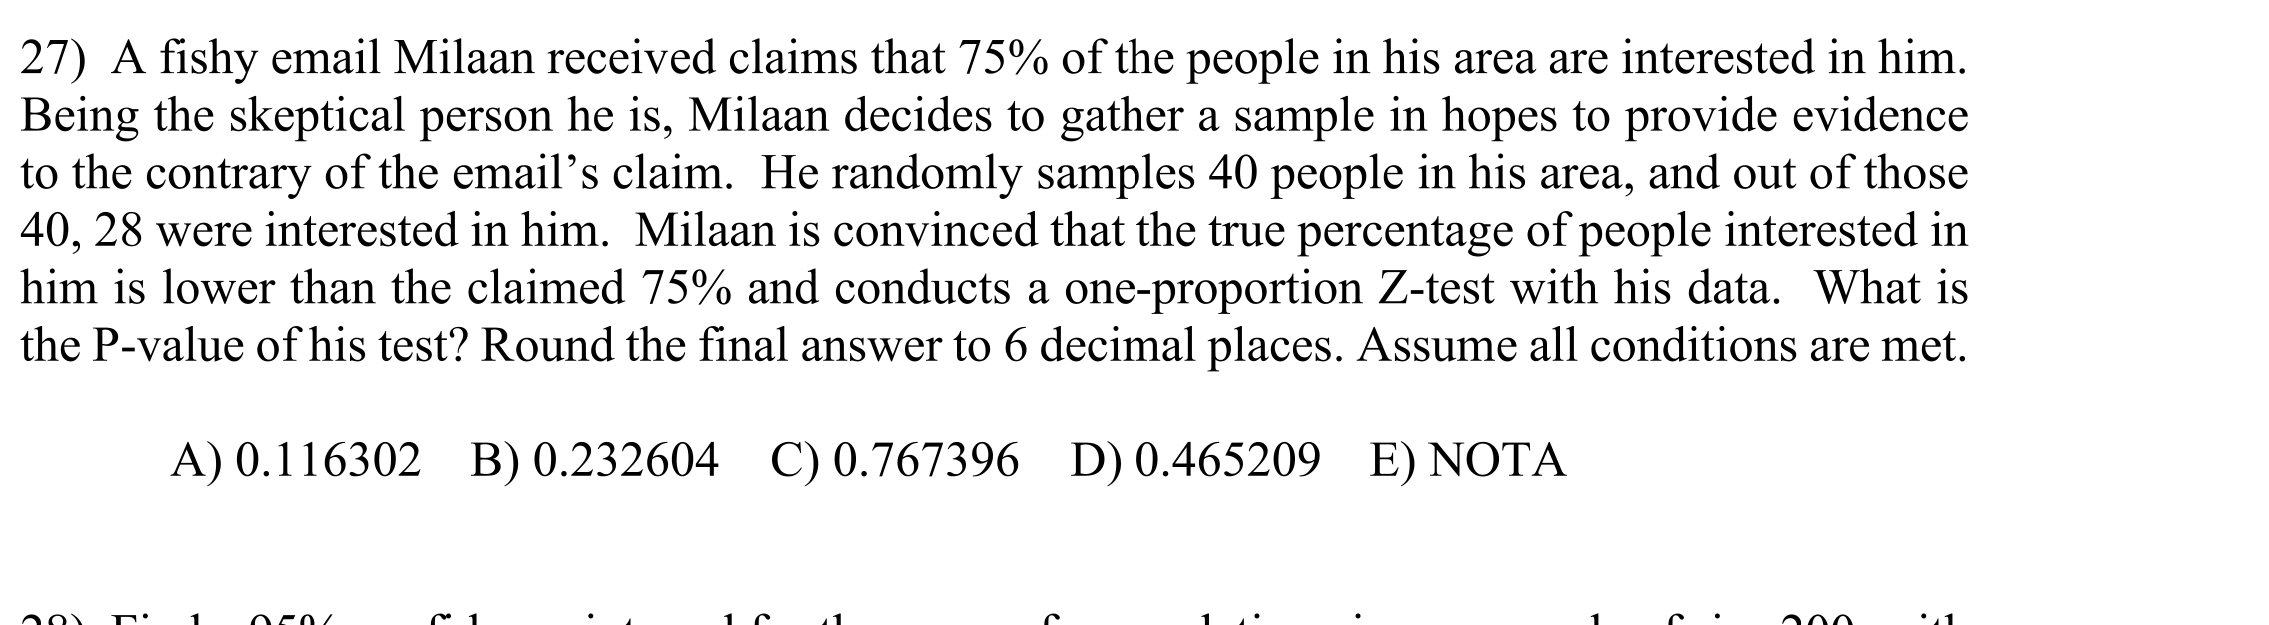 27) A fishy email Milaan received claims that 75% of the people in his area are interested in him.
Being the skeptical person he is, Milaan decides to gather a sample in hopes to provide evidence
to the contrary of the email’s claim. He randomly samples 40 people in his area, and out of those
40, 28 were interested in him. Milaan is convinced that the true percentage of people interested in
him is lower than the claimed 75% and conducts a one-proportion Z-test with his data. What is
the P-value of his test? Round the final answer to 6 decimal places. Assume all conditions are met.
A) 0.116302 B) 0.232604 C) 0.767396 D) 0.465209 E) NOTA